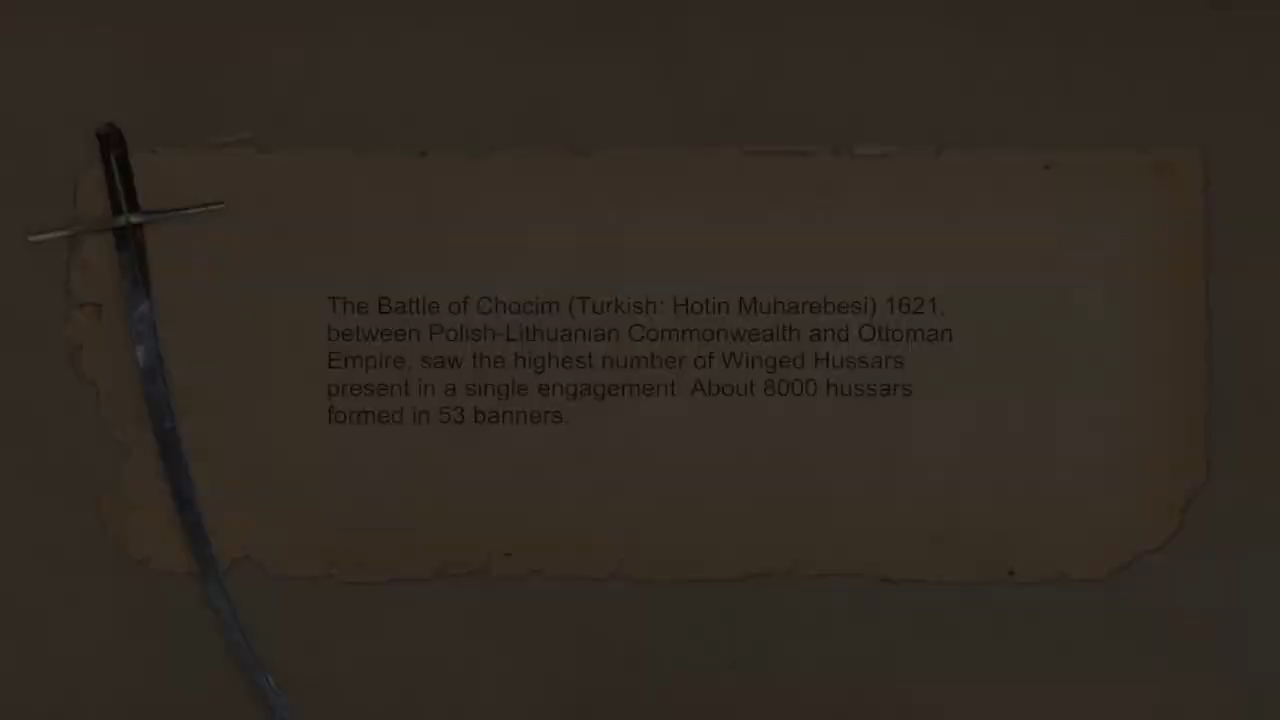 The Battle of Chocim (Turkish: Hotin Muharebesi) 1621,
between Polish-Lithuanian Commonwealth and Ottoman
Empire, saw the highest number of Winged Hussars
present in a single engagement. About 8000 hussars
formed in 53 banners.